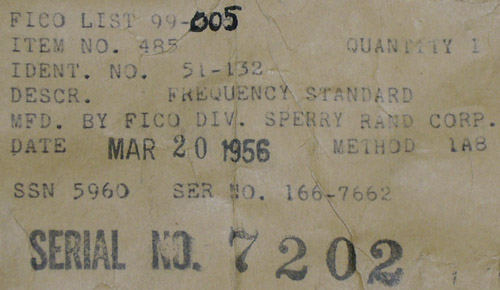 FICO LIST 99-005
ITEM NO. 485 QUANTITY 1
IDENT. NO. 51-132
DESCR. FREQUENCY STANDARD
MFD. BY FICO DIV. SPERRY RAND CORP.
DATE MAR 20 1956 METHOD 1A8
SSN 5960 SER NO. 166-7662
SERIAL NO. 7202